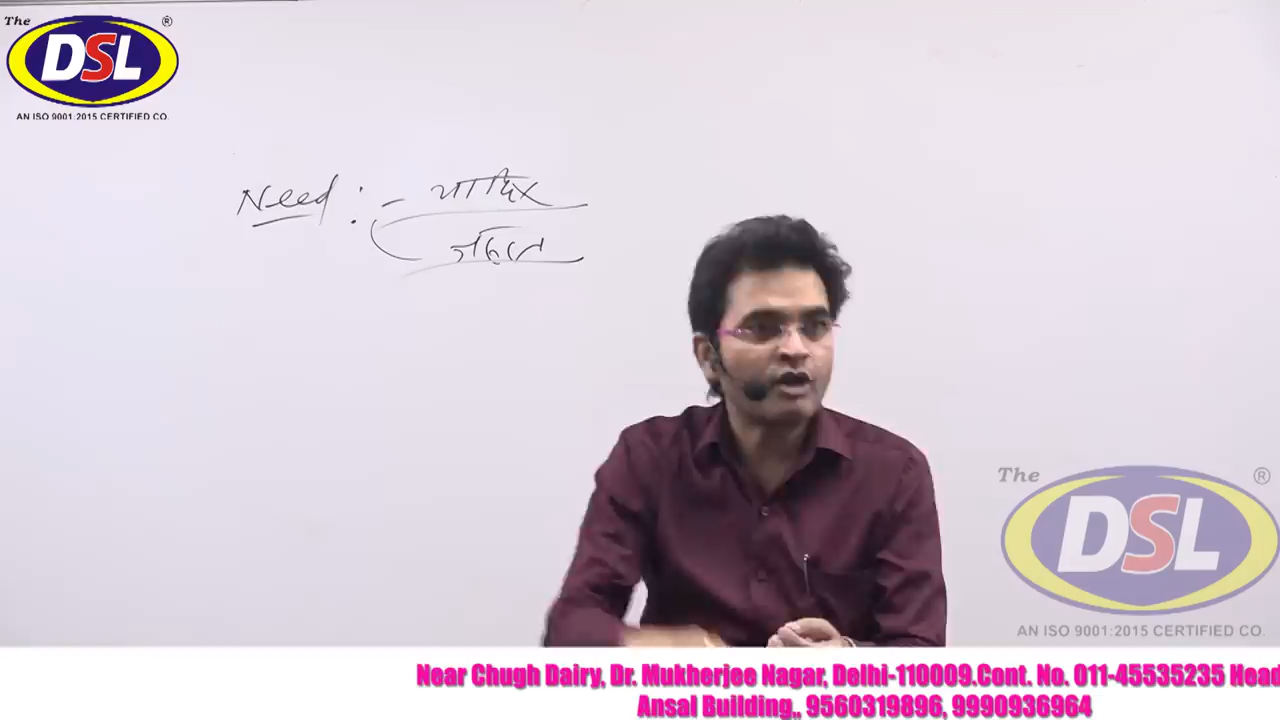 The ®
DSL
AN ISO 9001:2015 CERTIFIED CO.
Need :-
The ®
DSL
AN ISO 9001:2015 CERTIFIED CO.
Near Chugh Dairy, Dr. Mukherjee Nagar, Delhi-110009.Cont. No. 011-45535235 Head
Ansal Building,, 9560319896, 9990936964